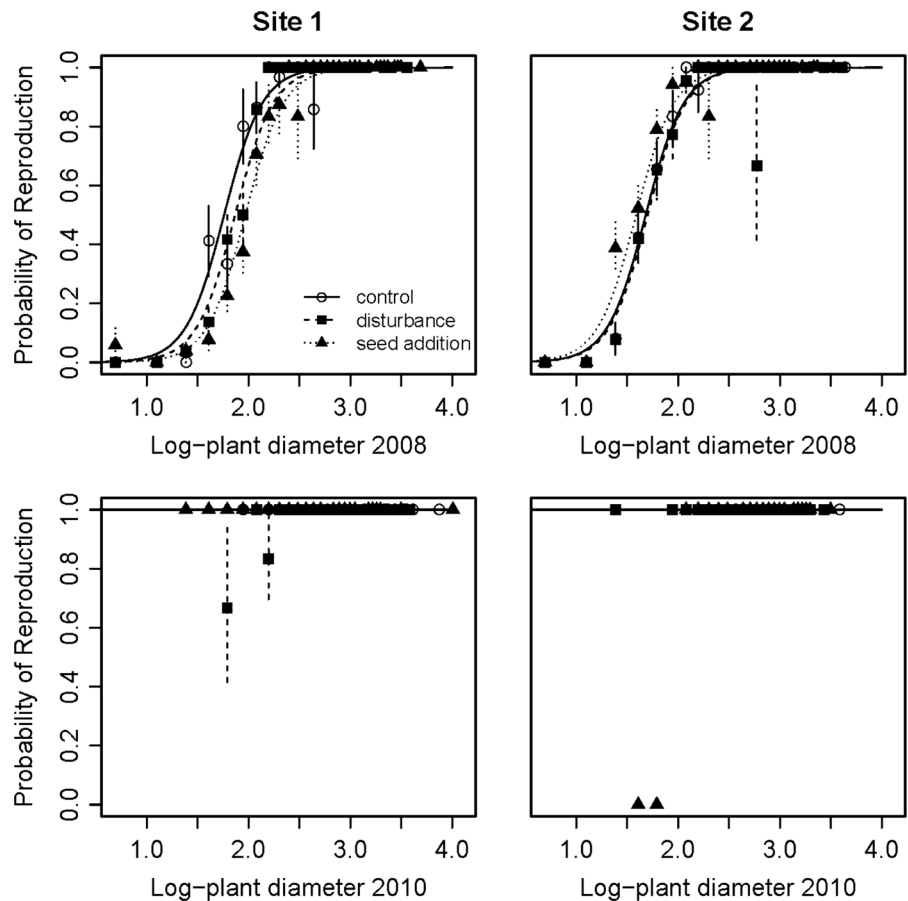 Site 1
Site 2
Probability of Reproduction
1.0
0.8
0.6
0.4
0.2
0.0
control
disturbance
seed addition
1.0 2.0 3.0 4.0
Log-plant diameter 2008
1.0 2.0 3.0 4.0
Log-plant diameter 2008
Probability of Reproduction
1.0
0.8
0.6
0.4
0.2
0.0
1.0 2.0 3.0 4.0
Log-plant diameter 2010
1.0 2.0 3.0 4.0
Log-plant diameter 2010